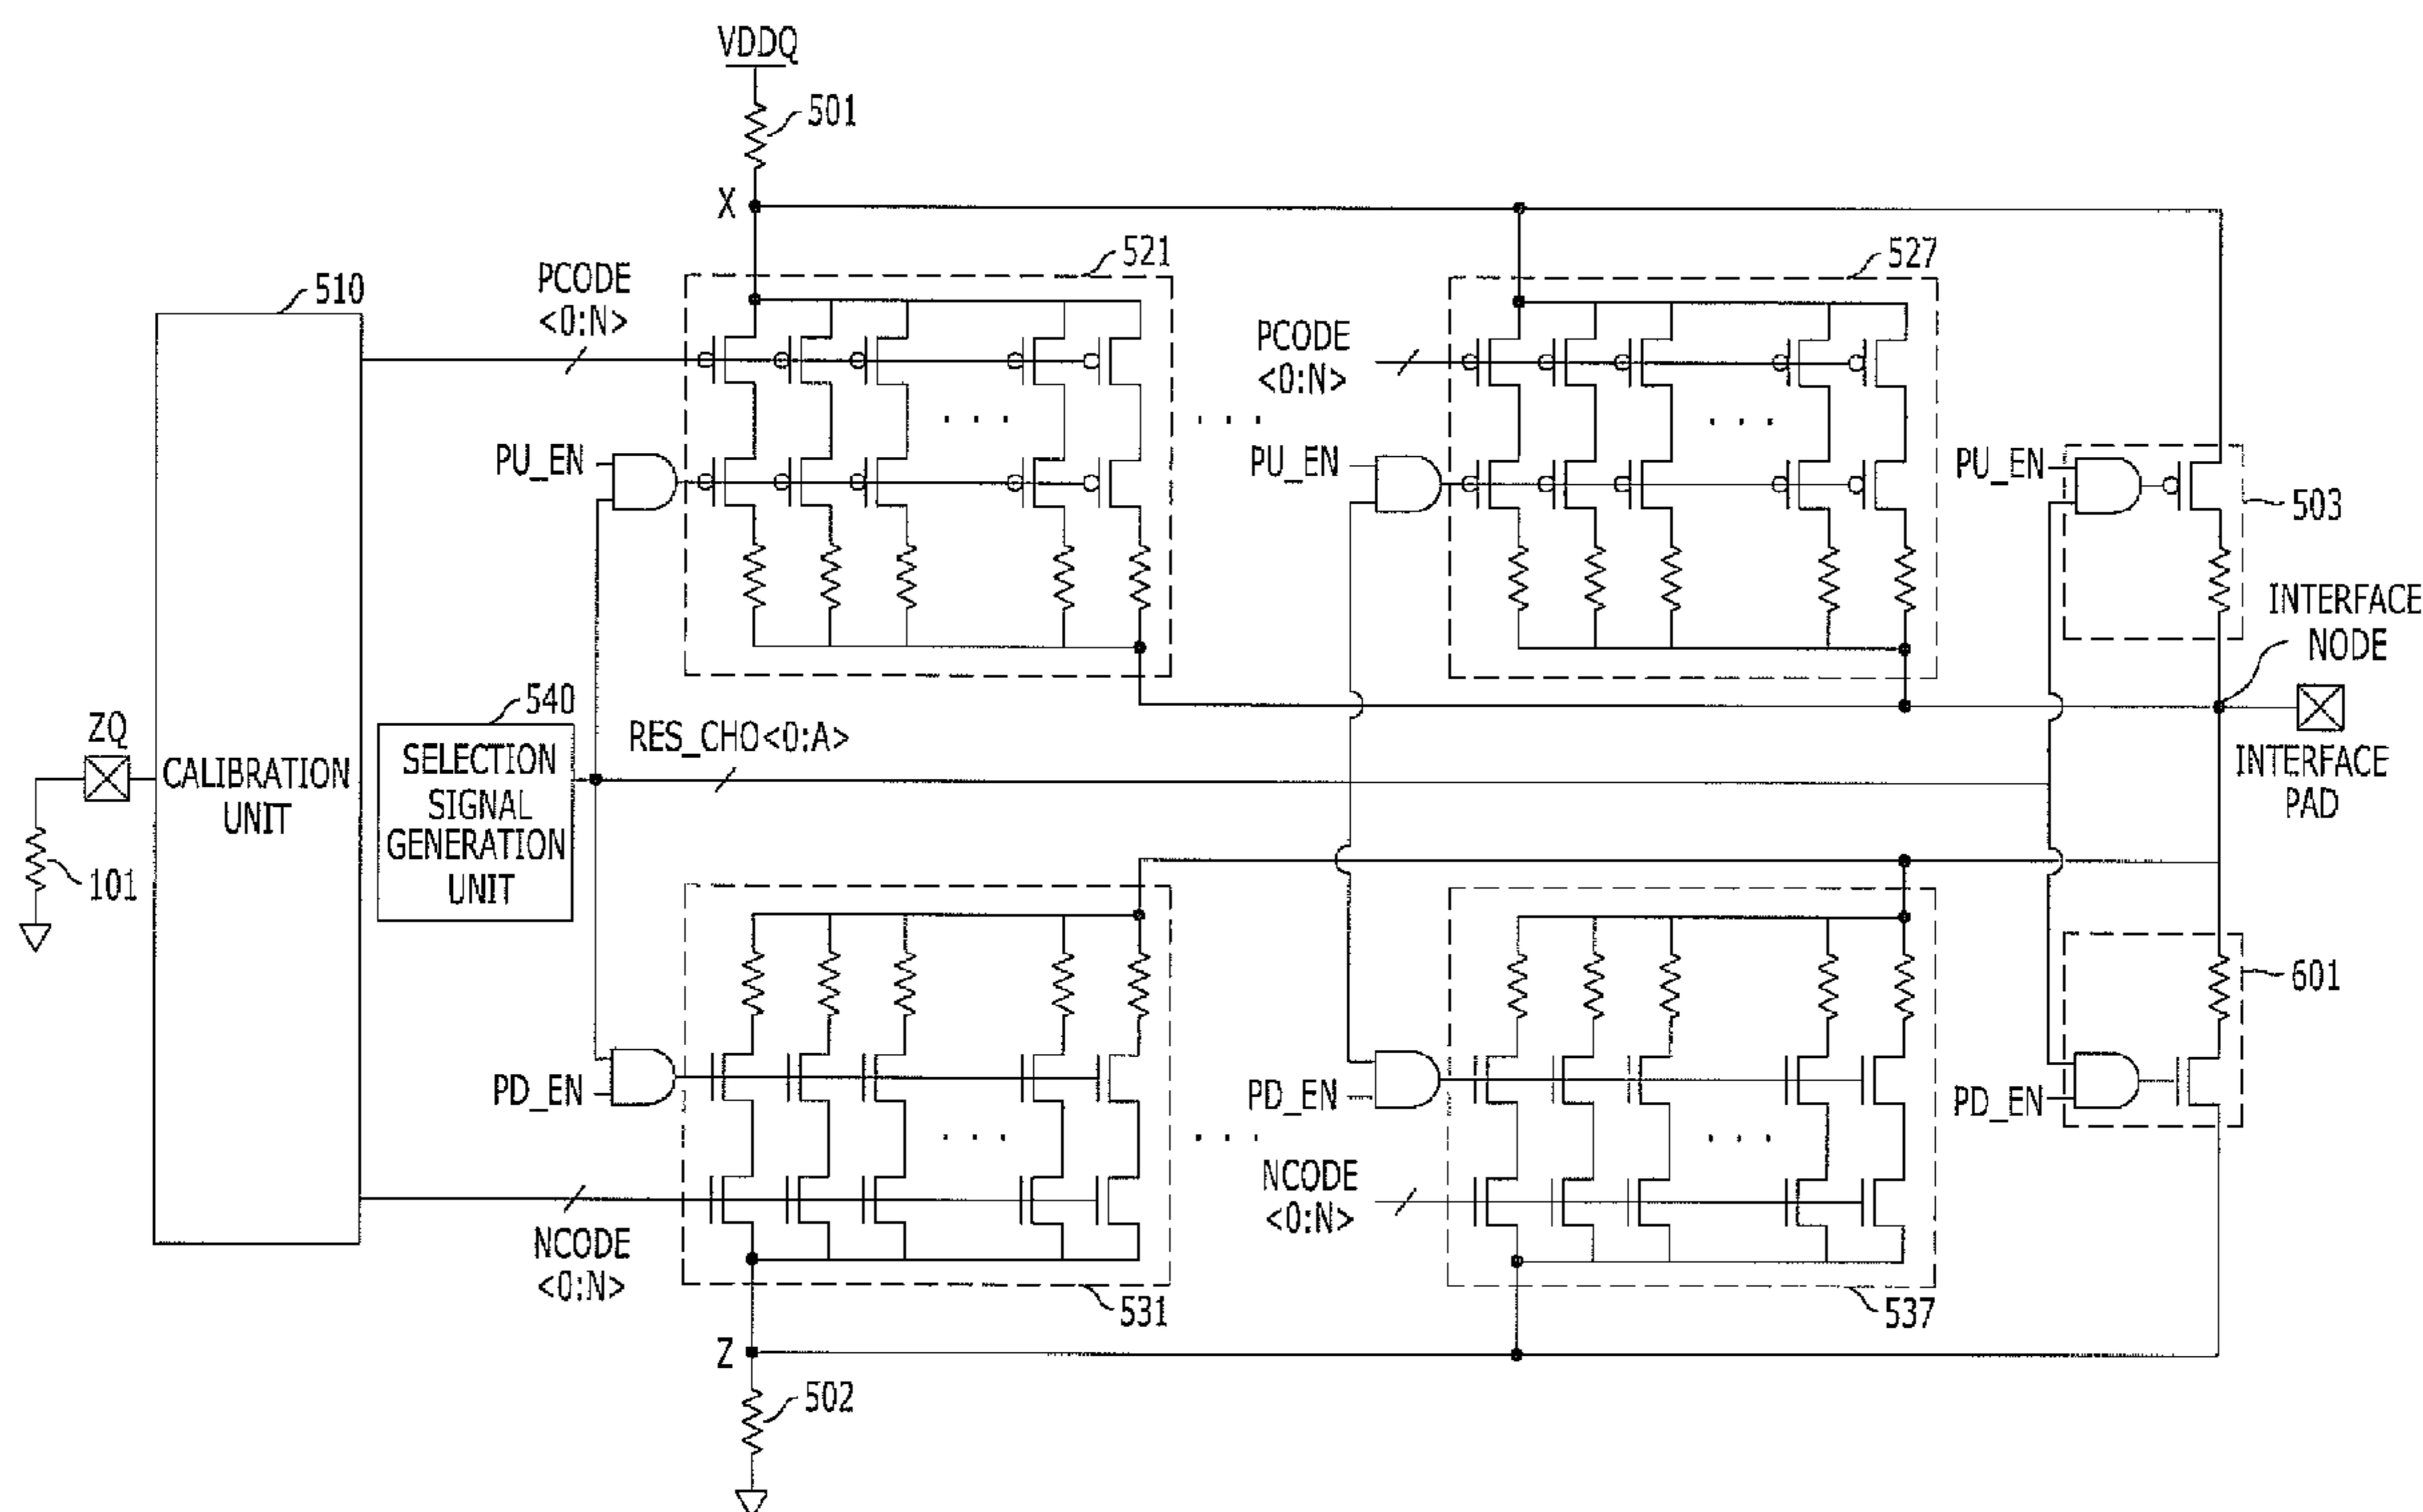 VDDQ
501
X
521
527
510
PCODE
<0:N>
PCODE
<0:N>
PU_EN
PU_EN
PU_EN
503
INTERFACE
NODE
540
ZQ
RES_CHO<0:A>
SELECTION
SIGNAL
GENERATION
UNIT
CALIBRATION
UNIT
INTERFACE
PAD
101
601
PD_EN
PD_EN
PD_EN
NCODE
<0:N>
NCODE
<0:N>
531
537
Z
502